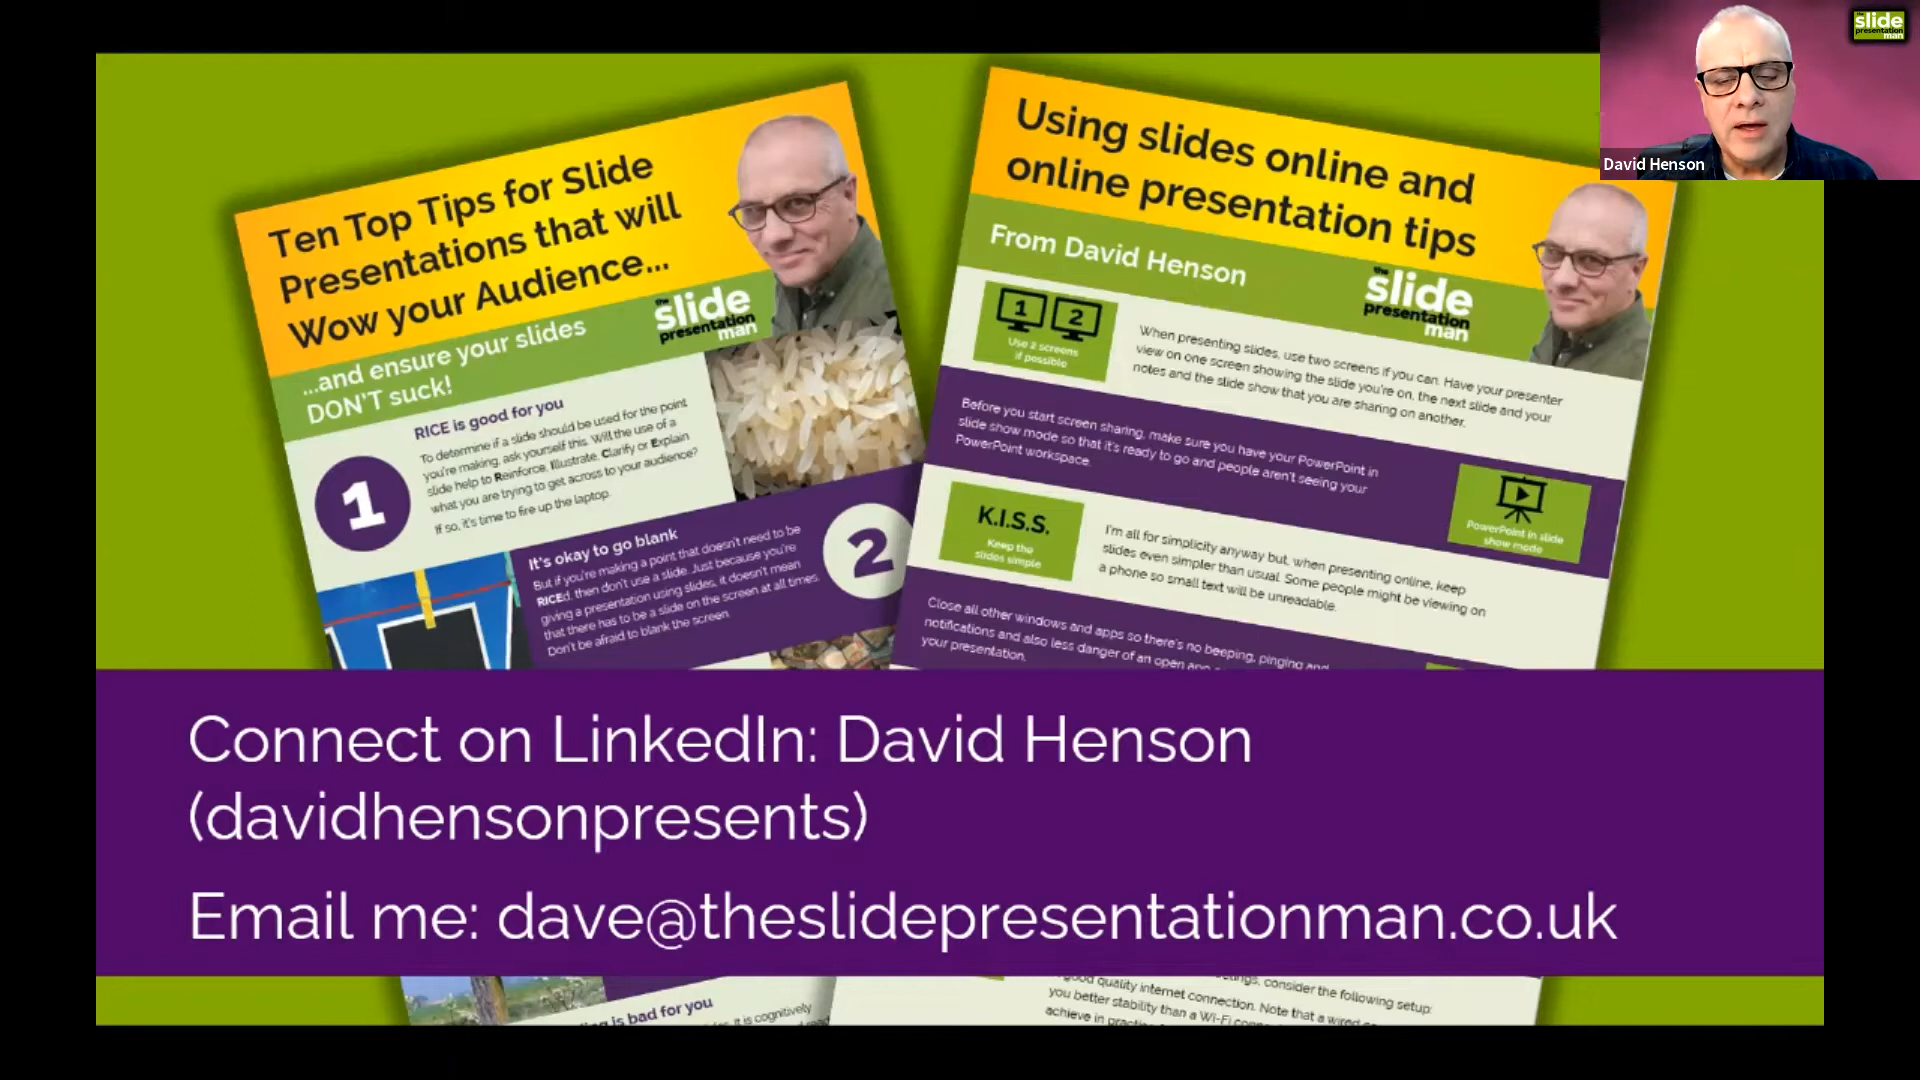 the
slide
presentation
man
David Henson
Ten Top Tips for Slide
Presentations that will
Wow your Audience...
...and ensure your slides
DON'T suck!
the
slide
presentation
man
RICE is good for you
1
To determine if a slide should be used for the point
you're making, ask yourself this. Will the use of a
slide help to Reinforce, Illustrate, Clarify or Explain
what you are trying to get across to your audience?
If so, it's time to fire up the laptop.
It's okay to go blank
2
But if you're making a point that doesn't need to be
RICEd, then don't use a slide. Just because you're
giving a presentation using slides, it doesn't mean
that there has to be a slide on the screen at all times.
Don't be afraid to blank the screen.
Using slides online and
online presentation tips
From David Henson
the
slide
presentation
man
1 2
Use 2 screens
if possible
When presenting slides, use two screens if you can. Have your presenter
view on one screen showing the slide you're on, the next slide and your
notes and the slide show that you are sharing on another.
Before you start screen sharing, make sure you have your PowerPoint in
slide show mode so that it's ready to go and people aren't seeing your
PowerPoint workspace.
PowerPoint in slide
show mode
K.I.S.S.
Keep the
slides simple
I'm all for simplicity anyway but, when presenting online, keep
slides even simpler than usual. Some people might be viewing on
a phone so small text will be unreadable.
Close all other windows and apps so there's no beeping, pinging and
notifications and also less danger of an open app
your presentation.
Connect on LinkedIn: David Henson
(davidhensonpresents)
Email me: dave@theslidepresentationman.co.uk
is bad for you
it is cognitively
consider the following setup:
good quality internet connection. Note that a wired
you better stability than a Wi-Fi
achieve in